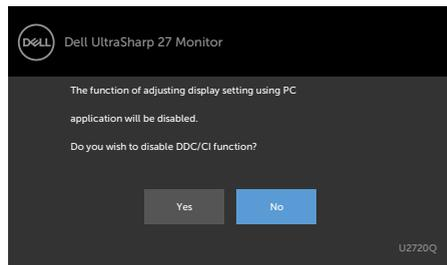 DELL
Dell UltraSharp 27 Monitor
The function of adjusting display setting using PC
application will be disabled.
Do you wish to disable DDC/CI function?
Yes
No
U2720Q